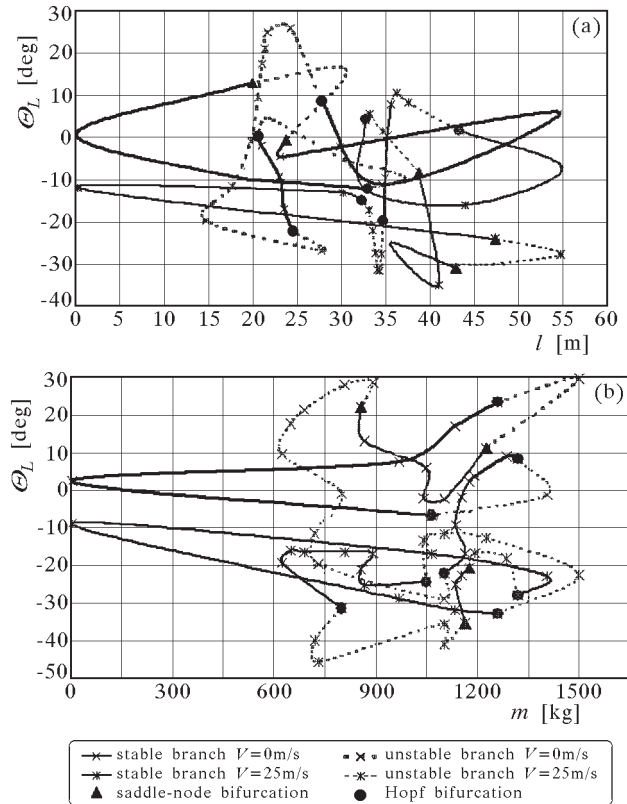 (a)
Θ_L [deg]
30
20
10
0
-10
-20
-30
-40
0 5 10 15 20 25 30 35 40 45 50 55 60
l [m]
(b)
Θ_L [deg]
30
20
10
0
-10
-20
-30
-40
-50
0 300 600 900 1200 1500
m [kg]
stable branch V=0m/s unstable branch V=0m/s
stable branch V=25m/s unstable branch V=25m/s
saddle-node bifurcation Hopf bifurcation